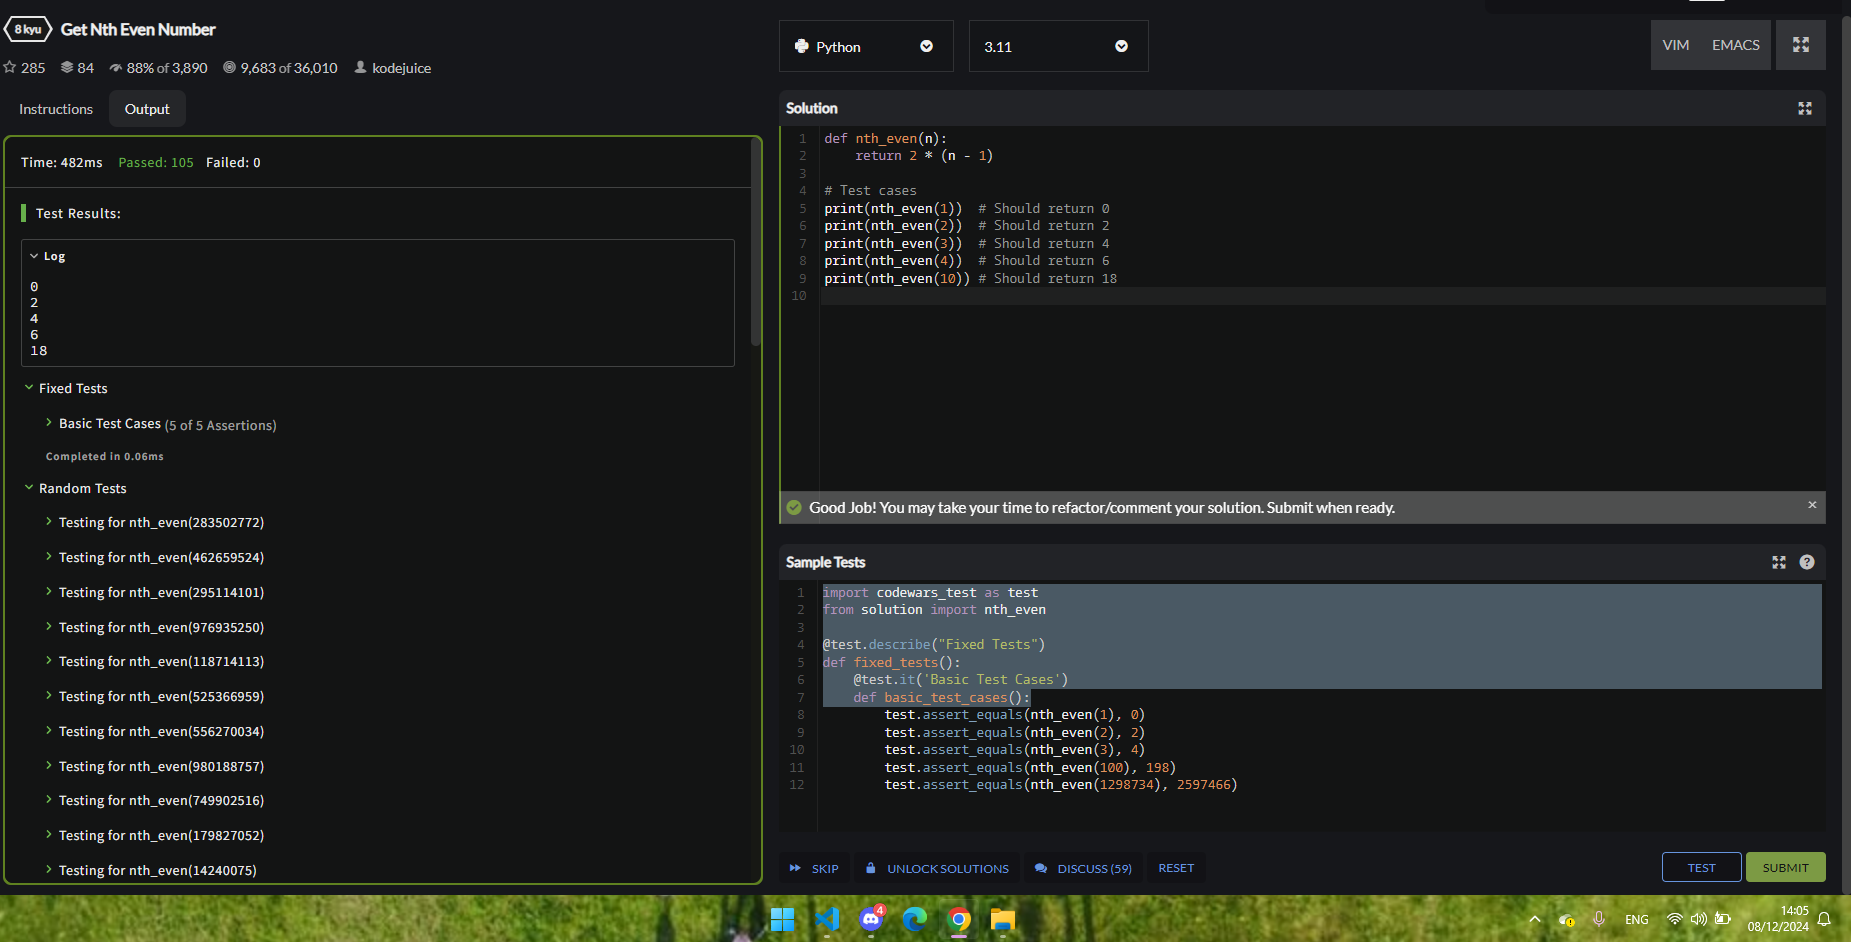 8 kyu
Get Nth Even Number
285 84 88% of 3,890 9,683 of 36,010 kodejuice
Instructions Output
Time: 482ms Passed: 105 Failed: 0
Test Results:
Log
0
2
4
6
18
Fixed Tests
Basic Test Cases (5 of 5 Assertions)
Completed in 0.06ms
Random Tests
Testing for nth_even(283502772)
Testing for nth_even(462659524)
Testing for nth_even(295114101)
Testing for nth_even(976935250)
Testing for nth_even(118714113)
Testing for nth_even(525366959)
Testing for nth_even(556270034)
Testing for nth_even(980188757)
Testing for nth_even(749902516)
Testing for nth_even(179827052)
Testing for nth_even(14240075)
Python 3.11 VIM EMACS
Solution
1 def nth_even(n):
2     return 2 * (n - 1)
3
4 # Test cases
5 print(nth_even(1))  # Should return 0
6 print(nth_even(2))  # Should return 2
7 print(nth_even(3))  # Should return 4
8 print(nth_even(4))  # Should return 6
9 print(nth_even(10)) # Should return 18
10
Good Job! You may take your time to refactor/comment your solution. Submit when ready. ×
Sample Tests ?
1 import codewars_test as test
2 from solution import nth_even
3
4 @test.describe("Fixed Tests")
5 def fixed_tests():
6     @test.it('Basic Test Cases')
7     def basic_test_cases():
8         test.assert_equals(nth_even(1), 0)
9         test.assert_equals(nth_even(2), 2)
10         test.assert_equals(nth_even(3), 4)
11         test.assert_equals(nth_even(100), 198)
12         test.assert_equals(nth_even(1298734), 2597466)
SKIP UNLOCK SOLUTIONS DISCUSS (59) RESET TEST SUBMIT
4
ENG
14:05
08/12/2024